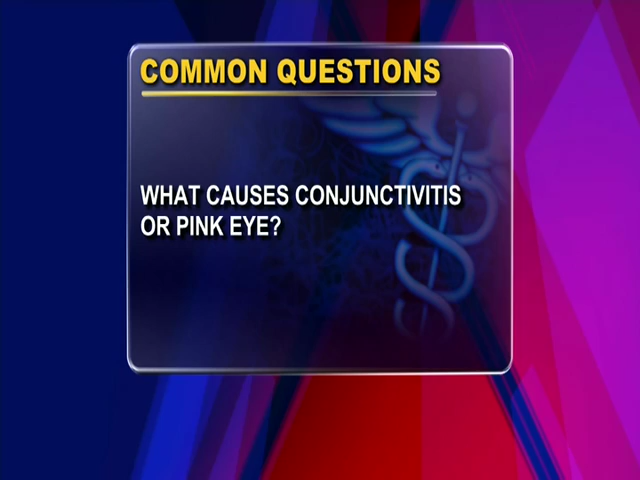 COMMON QUESTIONS
WHAT CAUSES CONJUNCTIVITIS
OR PINK EYE?